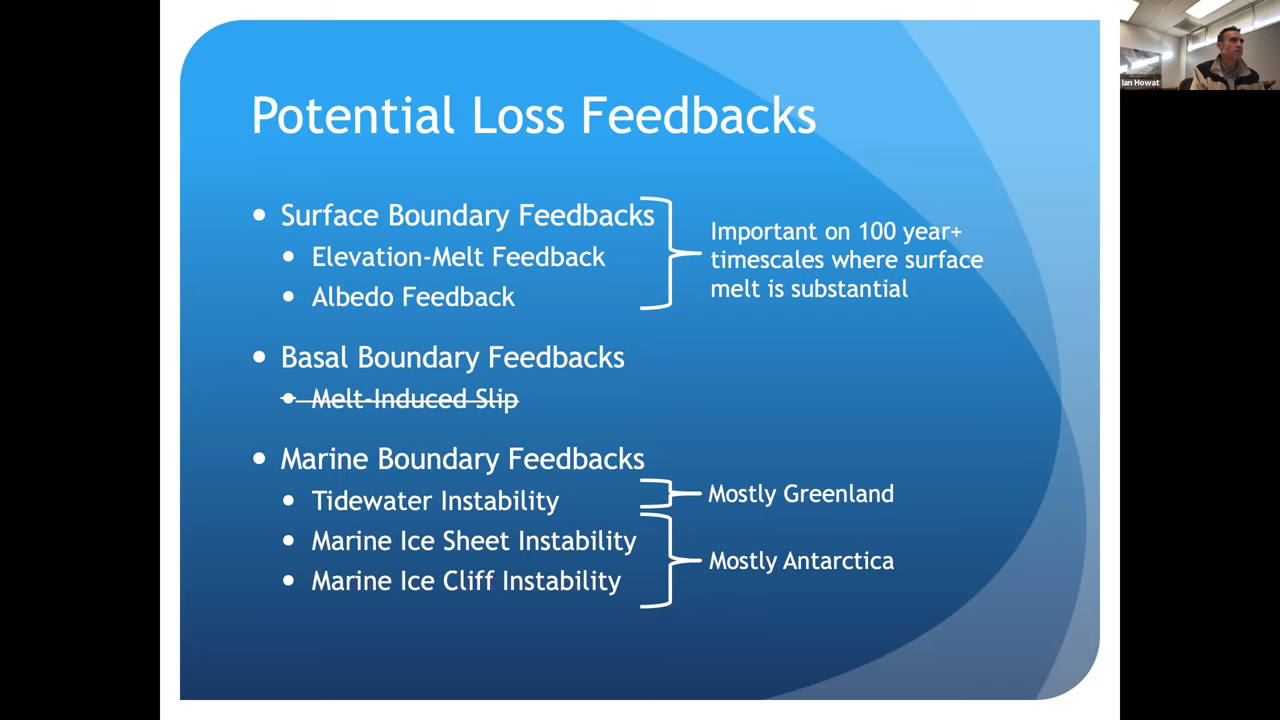 Potential Loss Feedbacks
Surface Boundary Feedbacks
Elevation-Melt Feedback
Albedo Feedback
Important on 100 year+
timescales where surface
melt is substantial
Basal Boundary Feedbacks
Melt-Induced Slip
Marine Boundary Feedbacks
Tidewater Instability
Mostly Greenland
Marine Ice Sheet Instability
Marine Ice Cliff Instability
Mostly Antarctica
Ian Howat